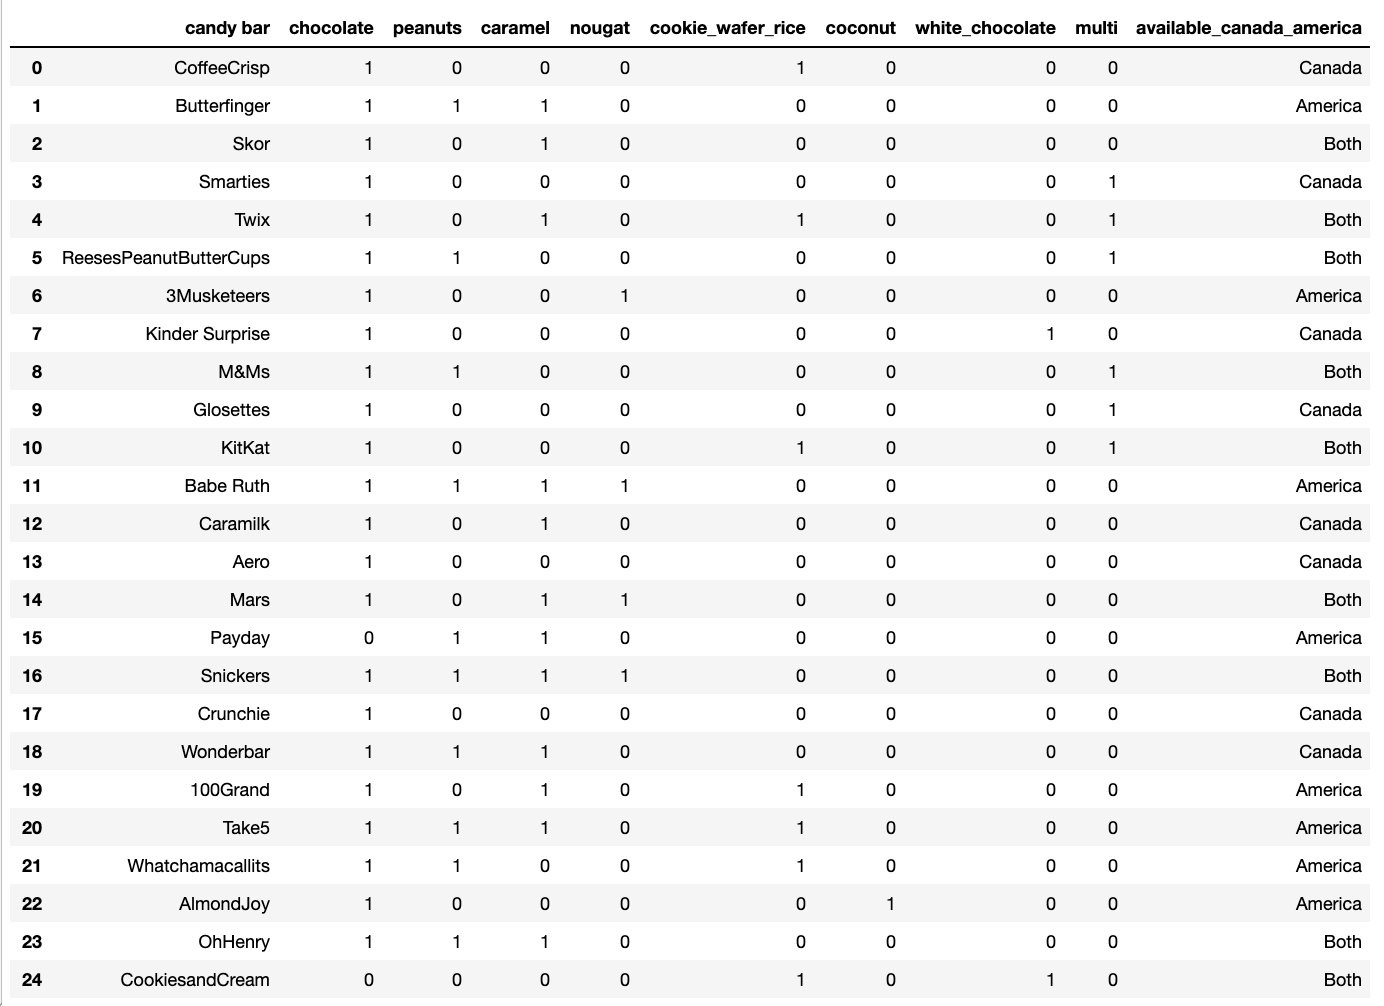 candy bar chocolate peanuts caramel nougat cookie_wafer_rice coconut white_chocolate multi available_canada_america
0 CoffeeCrisp 1 0 0 0 1 0 0 0 Canada
1 Butterfinger 1 1 1 0 0 0 0 0 America
2 Skor 1 0 1 0 0 0 0 0 Both
3 Smarties 1 0 0 0 0 0 0 1 Canada
4 Twix 1 0 1 0 1 0 0 1 Both
5 ReesesPeanutButterCups 1 1 0 0 0 0 0 1 Both
6 3Musketeers 1 0 0 1 0 0 0 0 America
7 Kinder Surprise 1 0 0 0 0 0 1 0 Canada
8 M&Ms 1 1 0 0 0 0 0 1 Both
9 Glosettes 1 0 0 0 0 0 0 1 Canada
10 KitKat 1 0 0 0 1 0 0 1 Both
11 Babe Ruth 1 1 1 1 0 0 0 0 America
12 Caramilk 1 0 1 0 0 0 0 0 Canada
13 Aero 1 0 0 0 0 0 0 0 Canada
14 Mars 1 0 1 1 0 0 0 0 Both
15 Payday 0 1 1 0 0 0 0 0 America
16 Snickers 1 1 1 1 0 0 0 0 Both
17 Crunchie 1 0 0 0 0 0 0 0 Canada
18 Wonderbar 1 1 1 0 0 0 0 0 Canada
19 100Grand 1 0 1 0 1 0 0 0 America
20 Take5 1 1 1 0 1 0 0 0 America
21 Whatchamacallits 1 1 0 0 1 0 0 0 America
22 AlmondJoy 1 0 0 0 0 1 0 0 America
23 OhHenry 1 1 1 0 0 0 0 0 Both
24 CookiesandCream 0 0 0 0 1 0 1 0 Both